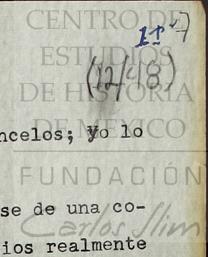 CENTRO DE
ESTUDIOS
(12/48)
DE HISTORIA
DE MÉXICO
ncelos; yo lo
FUNDACIÓN
se de una co-
Carlos Slim
ios realmente